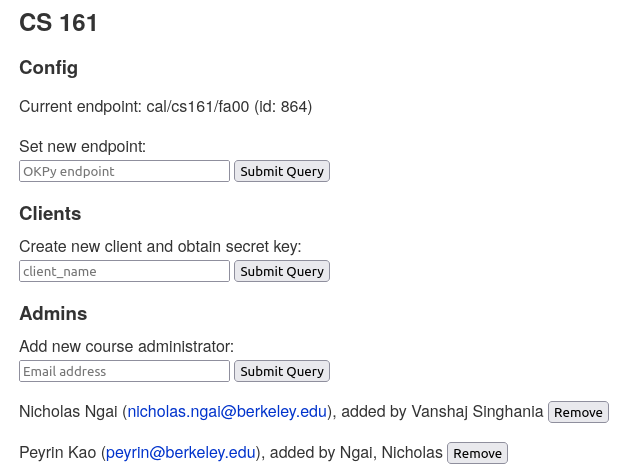 CS 161
Config
Current endpoint: cal/cs161/fa00 (id: 864)
Set new endpoint:
OKPy endpoint Submit Query
Clients
Create new client and obtain secret key:
client_name Submit Query
Admins
Add new course administrator:
Email address Submit Query
Nicholas Ngai (nicholas.ngai@berkeley.edu), added by Vanshaj Singhania Remove
Peyrin Kao (peyrin@berkeley.edu), added by Ngai, Nicholas Remove